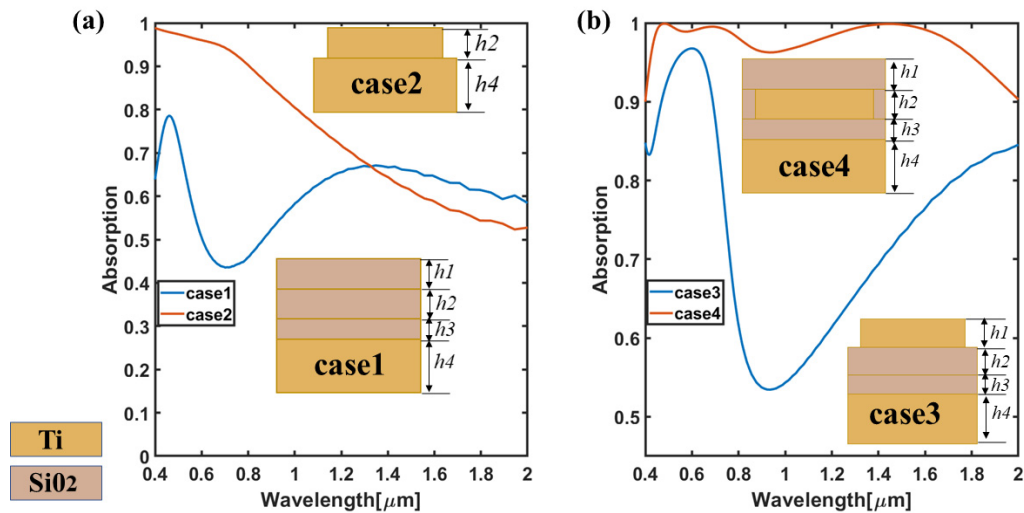 (a)
1
0.9
0.8
0.7
0.6
0.5
0.4
0.3
0.2
0.1
0
Absorption
0.4 0.6 0.8 1 1.2 1.4 1.6 1.8 2
Wavelength[μm]
case1
case2
h2
h4
case2
h1
h2
h3
h4
case1
Ti
Si02
(b)
1
0.9
0.8
0.7
0.6
0.5
Absorption
0.4 0.6 0.8 1 1.2 1.4 1.6 1.8 2
Wavelength[μm]
case3
case4
h1
h2
h3
h4
case4
h1
h2
h3
h4
case3